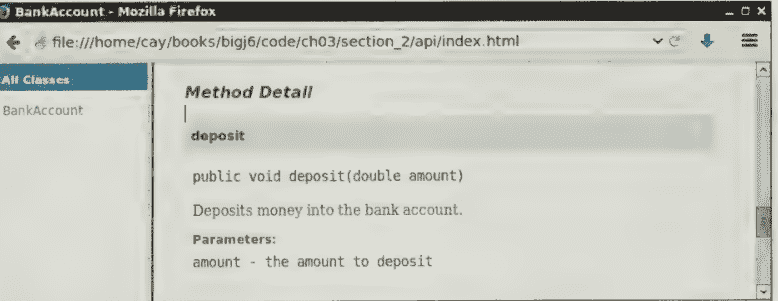 BankAccount - Mozilla Firefox
file:///home/cay/books/bigj6/code/ch03/section_2/api/index.html
All Classes
BankAccount
Method Detail
deposit
public void deposit(double amount)
Deposits money into the bank account.
Parameters:
amount - the amount to deposit